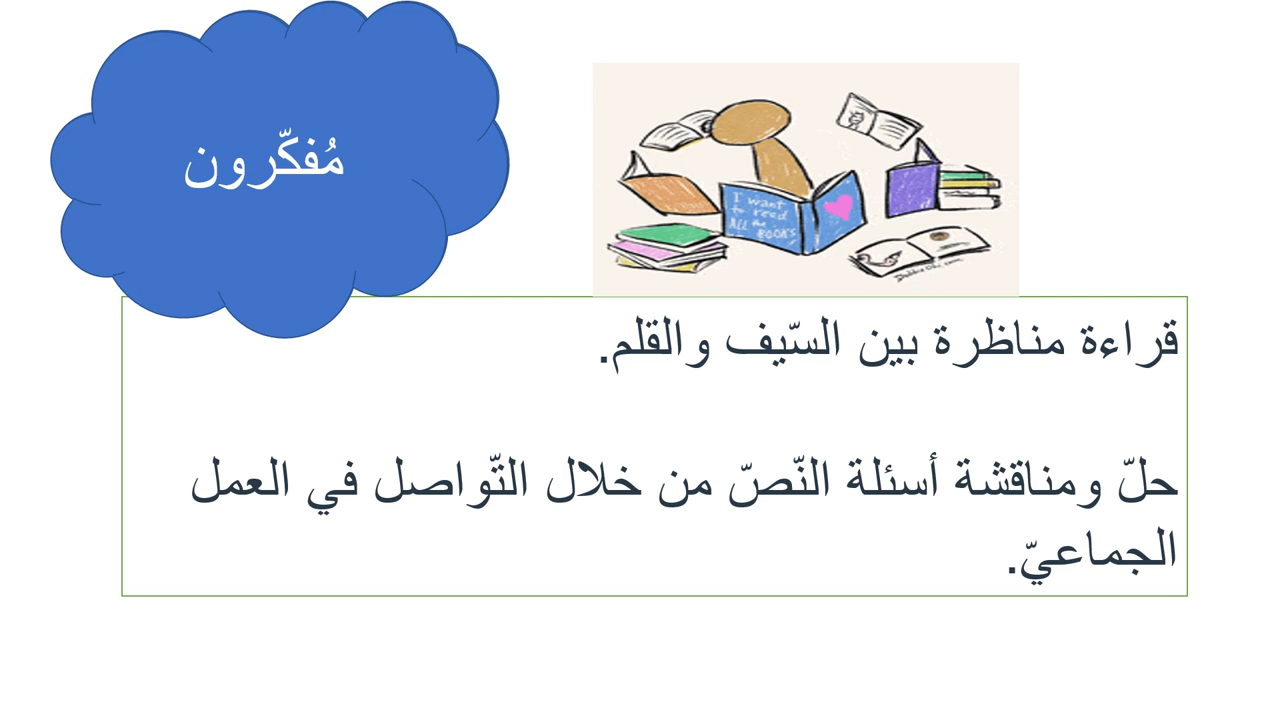 مُفكّرون
I want
to read
ALL the
BOOKS
قراءة مناظرة بين السّيف والقلم.
حلّ ومناقشة أسئلة النّصّ من خلال التّواصل في العمل
الجماعيّ.